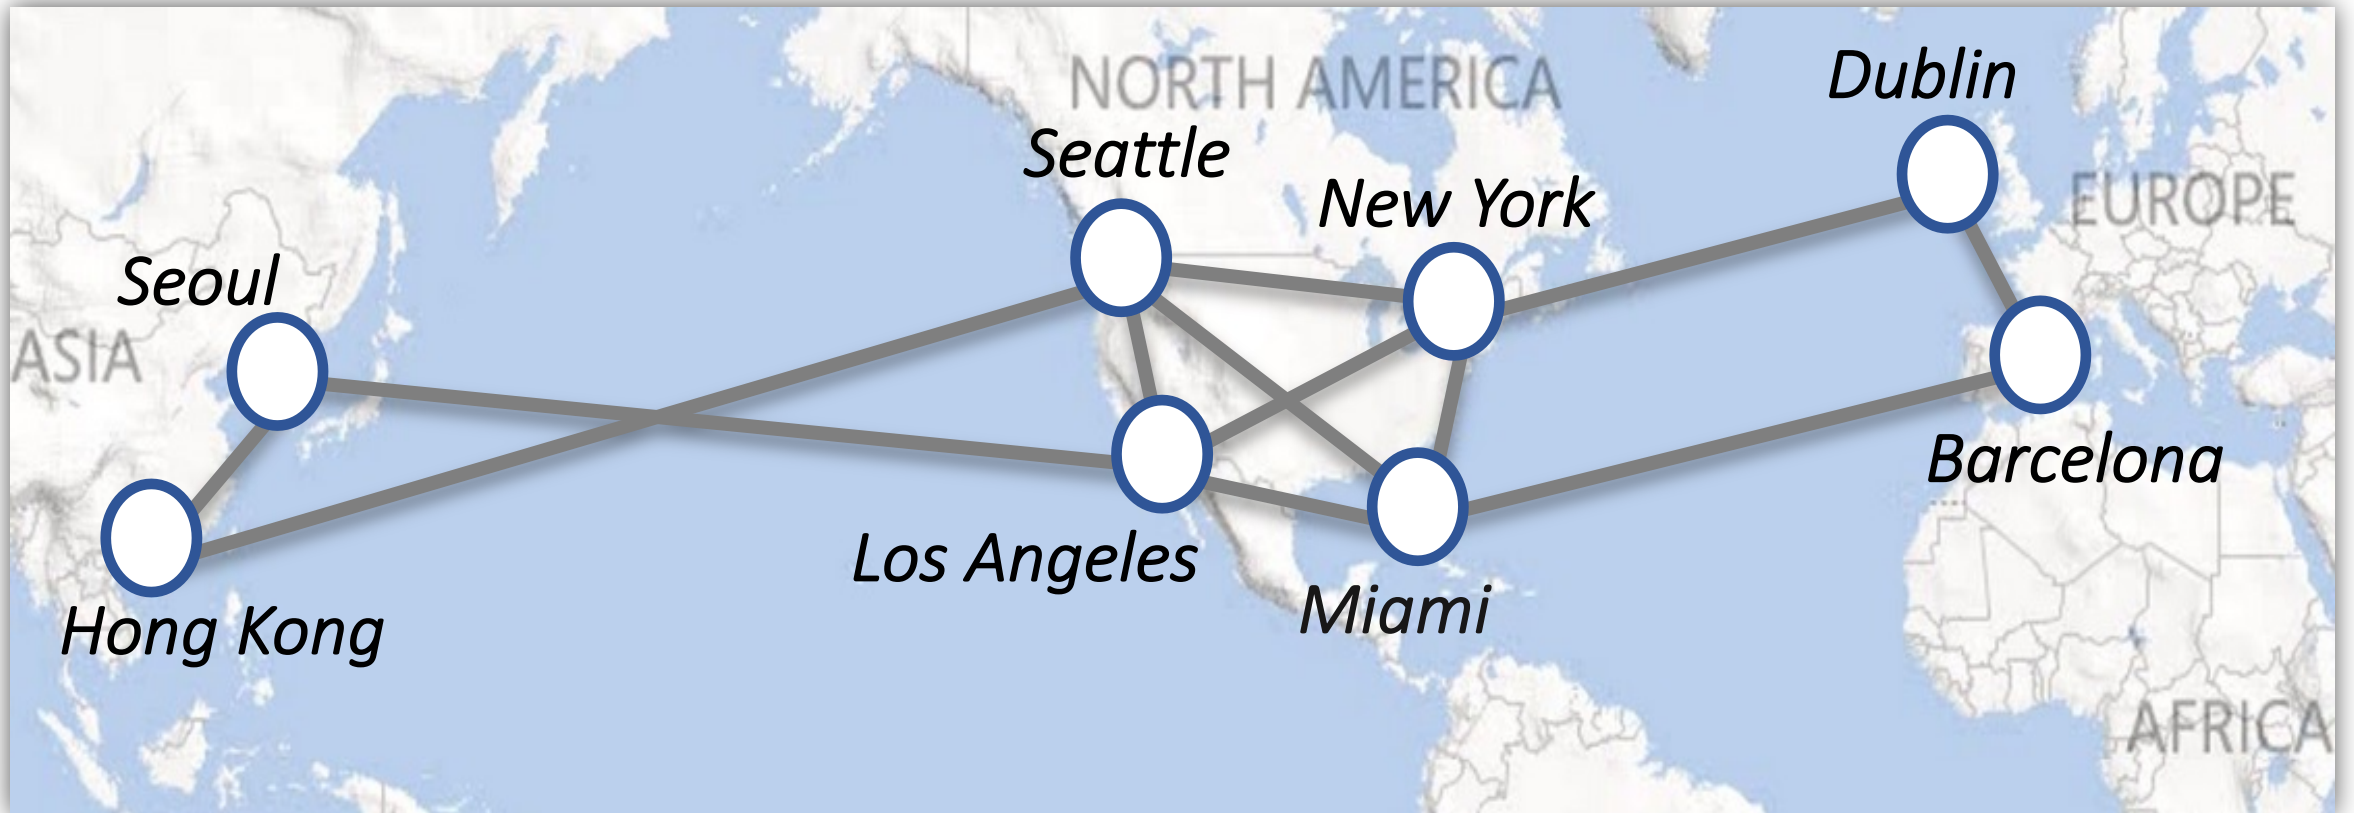 NORTH AMERICA
Dublin
Seattle
New York
EUROPE
Seoul
ASIA
Barcelona
Los Angeles
Miami
Hong Kong
AFRICA